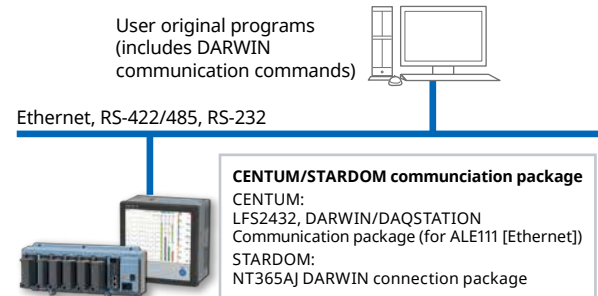 User original programs
(includes DARWIN
communication commands)
Ethernet, RS-422/485, RS-232
CENTUM/STARDOM communciation package
CENTUM:
LFS2432, DARWIN/DAQSTATION
Communication package (for ALE111 [Ethernet])
STARDOM:
NT365AJ DARWIN connection package